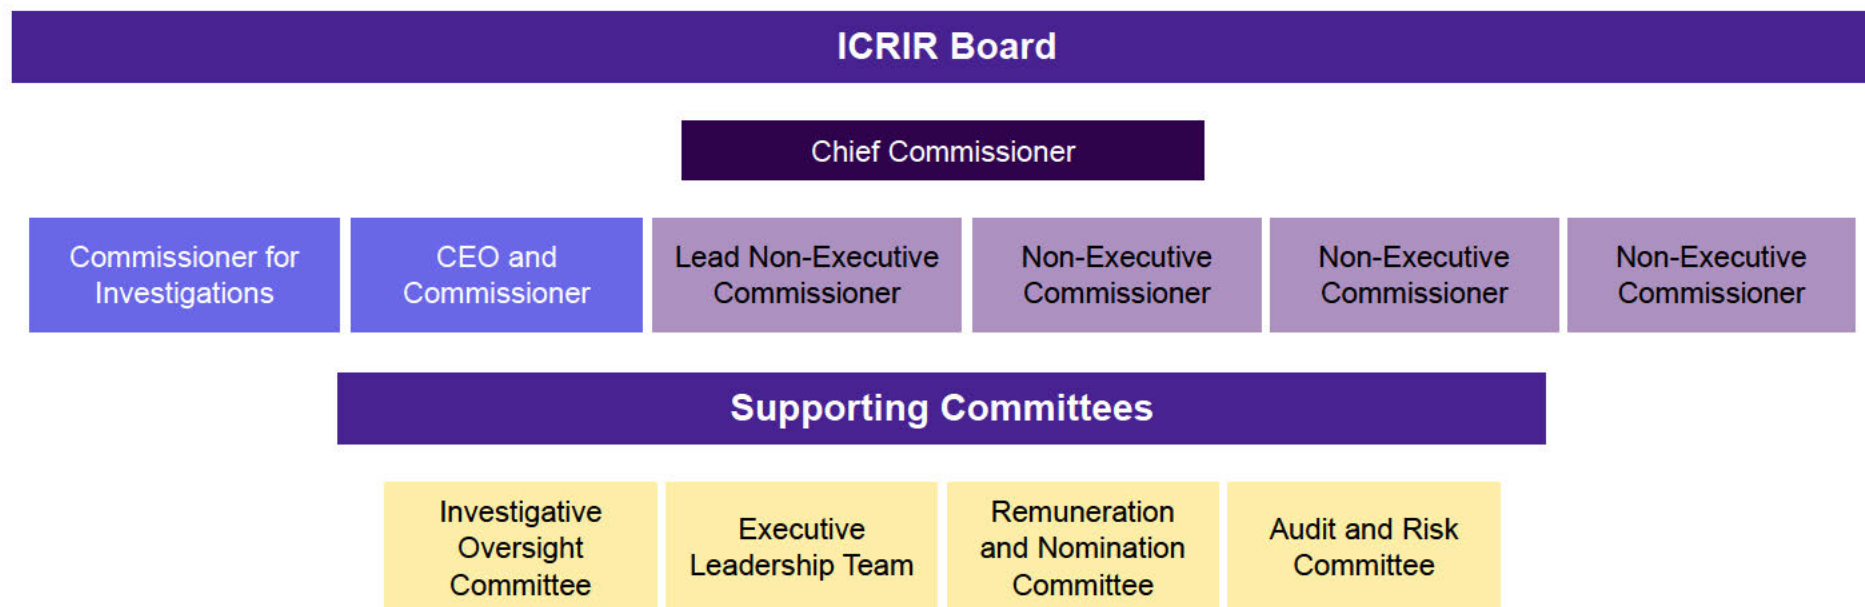 ICRIR Board
Chief Commissioner
Commissioner for
Investigations
CEO and
Commissioner
Lead Non-Executive
Commissioner
Non-Executive
Commissioner
Non-Executive
Commissioner
Non-Executive
Commissioner
Supporting Committees
Investigative
Oversight
Committee
Executive
Leadership Team
Remuneration
and Nomination
Committee
Audit and Risk
Committee